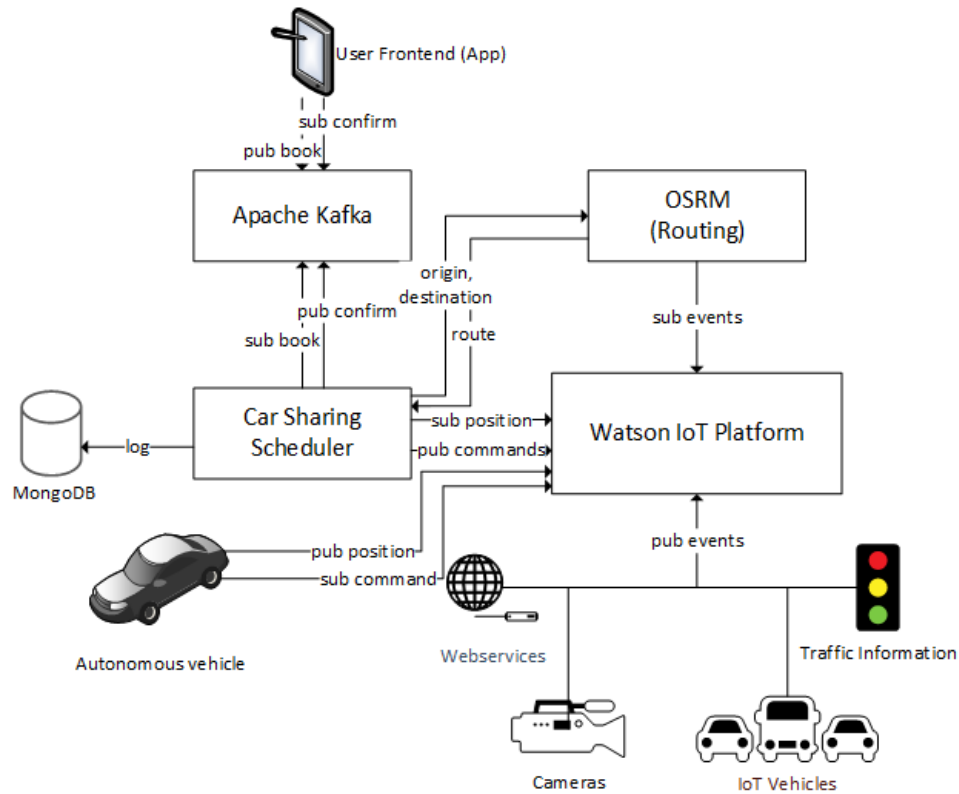 User Frontend (App)
sub confirm
pub book
Apache Kafka
OSRM
(Routing)
origin,
destination
route
pub confirm
sub book
sub events
Car Sharing
Scheduler
sub position
pub commands
Watson IoT Platform
log
MongoDB
pub position
sub command
pub events
Autonomous vehicle
Webservices
Traffic Information
Cameras
IoT Vehicles